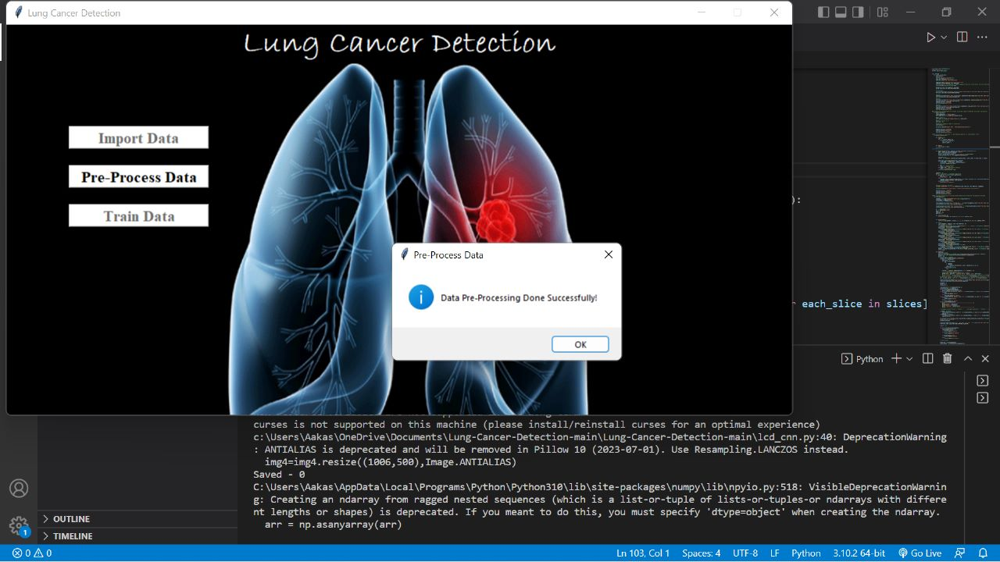 Lung Cancer Detection
Lung Cancer Detection
Import Data
Pre-Process Data
Train Data
Pre-Process Data
Data Pre-Processing Done Successfully!
OK
):
each_slice in slices]
Python
curses is not supported on this machine (please install/reinstall curses for an optimal experience)
c:\Users\Aakas\OneDrive\Documents\Lung-Cancer-Detection-main\Lung-Cancer-Detection-main\lcd_cnn.py:40: DeprecationWarning
: ANTIALIAS is deprecated and will be removed in Pillow 10 (2023-07-01). Use Resampling.LANCZOS instead.
img4=img4.resize((1006,500),Image.ANTIALIAS)
Saved - 0
C:\Users\Aakas\AppData\Local\Programs\Python\Python310\lib\site-packages\numpy\lib\npyio.py:518: VisibleDeprecationWarnin
g: Creating an ndarray from ragged nested sequences (which is a list-or-tuple of lists-or-tuples-or ndarrays with differe
nt lengths or shapes) is deprecated. If you meant to do this, you must specify 'dtype=object' when creating the ndarray.
arr = np.asanyarray(arr)
OUTLINE
TIMELINE
1
0 0
Ln 103, Col 1 Spaces: 4 UTF-8 LF Python 3.10.2 64-bit Go Live